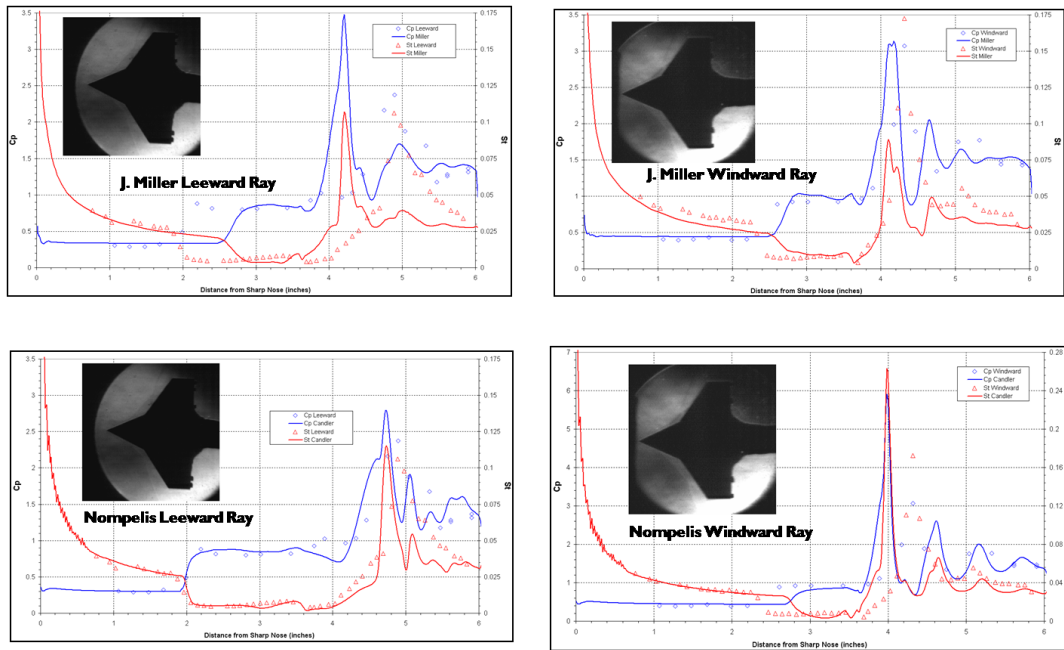 3.5
3
2.5
2
1.5
1
0.5
0
Cp
0.175
0.15
0.125
0.1
0.075
0.05
0.025
0
St
Cp Leeward
Cp Miller
St Leeward
St Miller
J. Miller Leeward Ray
0 1 2 3 4 5 6
Distance from Sharp Nose (inches)
3.5
3
2.5
2
1.5
1
0.5
0
Cp
0.175
0.15
0.125
0.1
0.075
0.05
0.025
0
St
Cp Windward
Cp Miller
St Windward
St Miller
J. Miller Windward Ray
0 1 2 3 4 5 6
Distance from Sharp Nose (inches)
3.5
3
2.5
2
1.5
1
0.5
0
Cp
0.175
0.15
0.125
0.1
0.075
0.05
0.025
0
St
Cp Leeward
Cp Candler
St Leeward
St Candler
Nompelis Leeward Ray
0 1 2 3 4 5 6
Distance from Sharp Nose (inches)
7
6
5
4
3
2
1
0
Cp
0.28
0.24
0.2
0.16
0.12
0.08
0.04
0
St
Cp Windward
Cp Candler
St Windward
St Candler
Nompelis Windward Ray
0 1 2 3 4 5 6
Distance from Sharp Nose (inches)